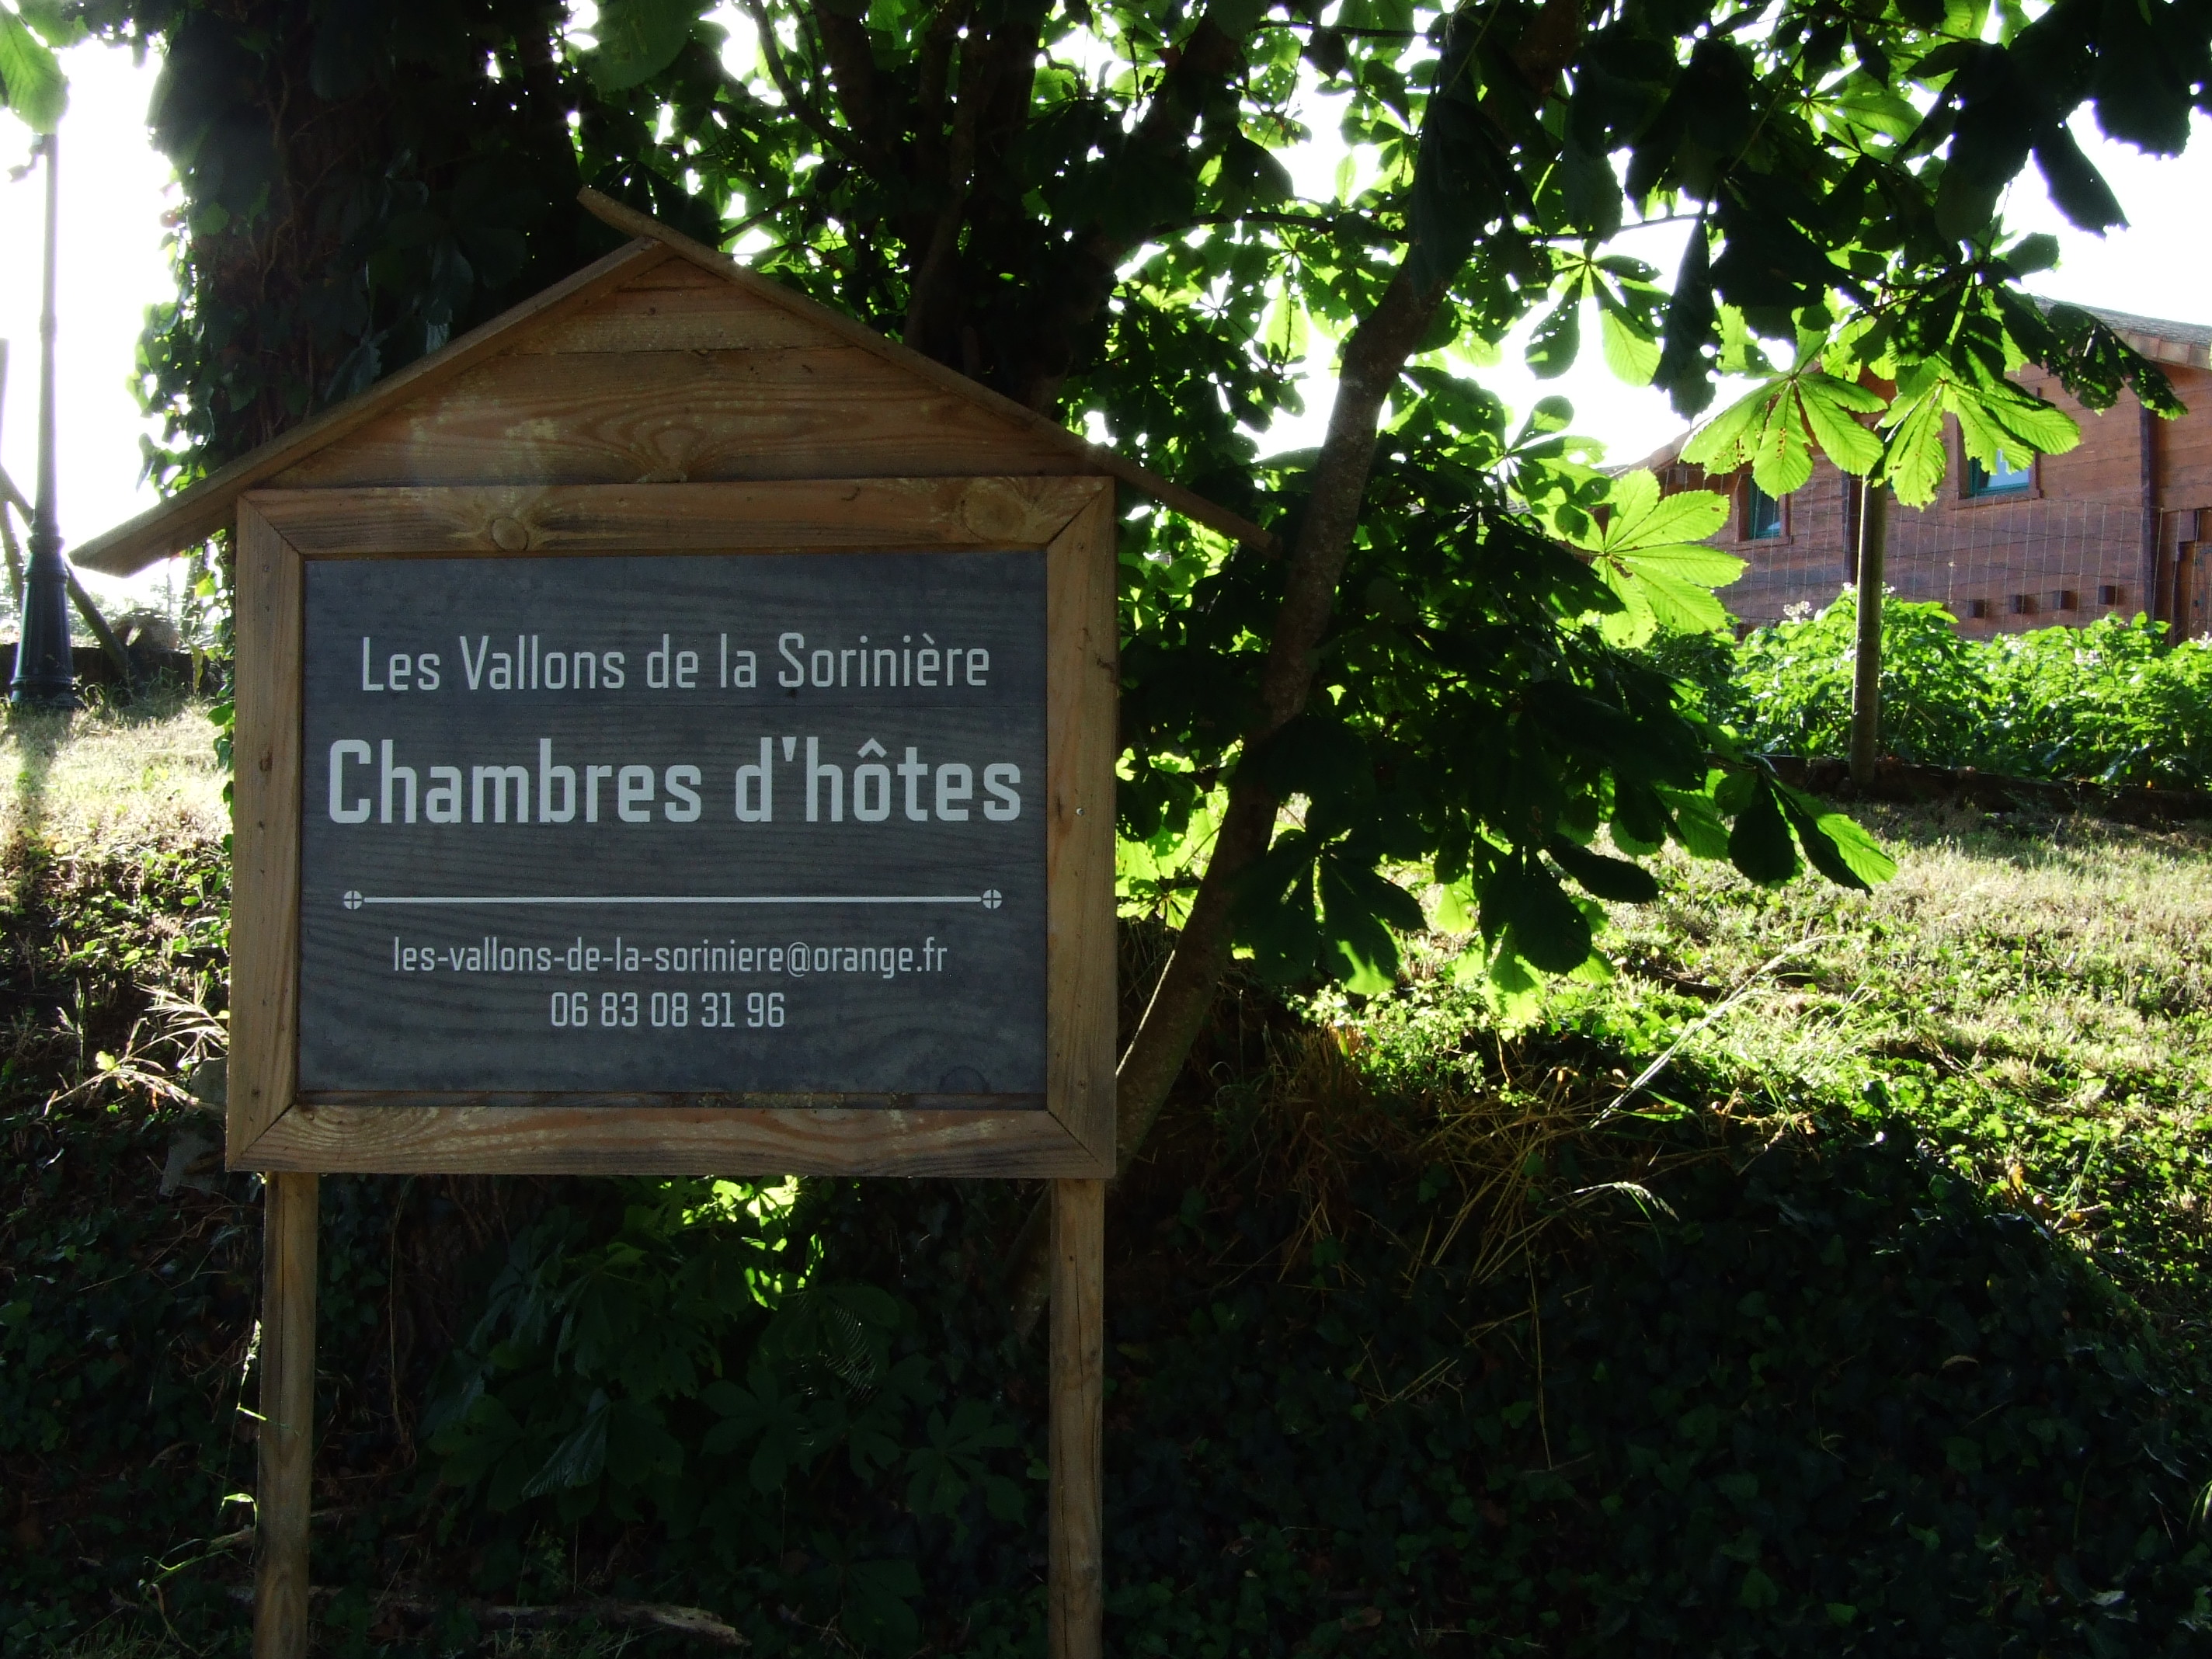 Les Vallons de la Sorinière
Chambres d'hôtes
les-vallons-de-la-soriniere@orange.fr
06 83 08 31 96